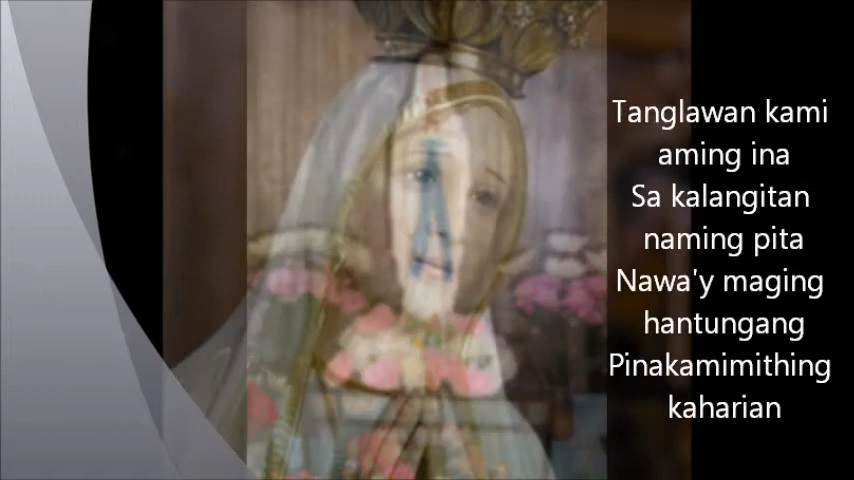 Tanglawan kami
aming ina
Sa kalangitan
naming pita
Nawa'y maging
hantungang
Pinakamimithing
kaharian